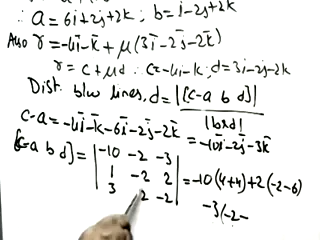 ∴ a = 6i+2j+2k ; b = i-2j+2k
Also r = -4i-k + μ(3i-2j-2k)
r = c+μd ∴ c=-4i-k ; d=3i-2j-2k
Dist. b/w lines, d = |[c-a b d]|
|bxd|
c-a = -4i-k-6i-2j-2k = -10i-2j-3k
[c-a b d] = | -10 -2 -3 | = -10(4+4)+2(-2-6)
1 -2 2
3 -2 -2
-3(-2-